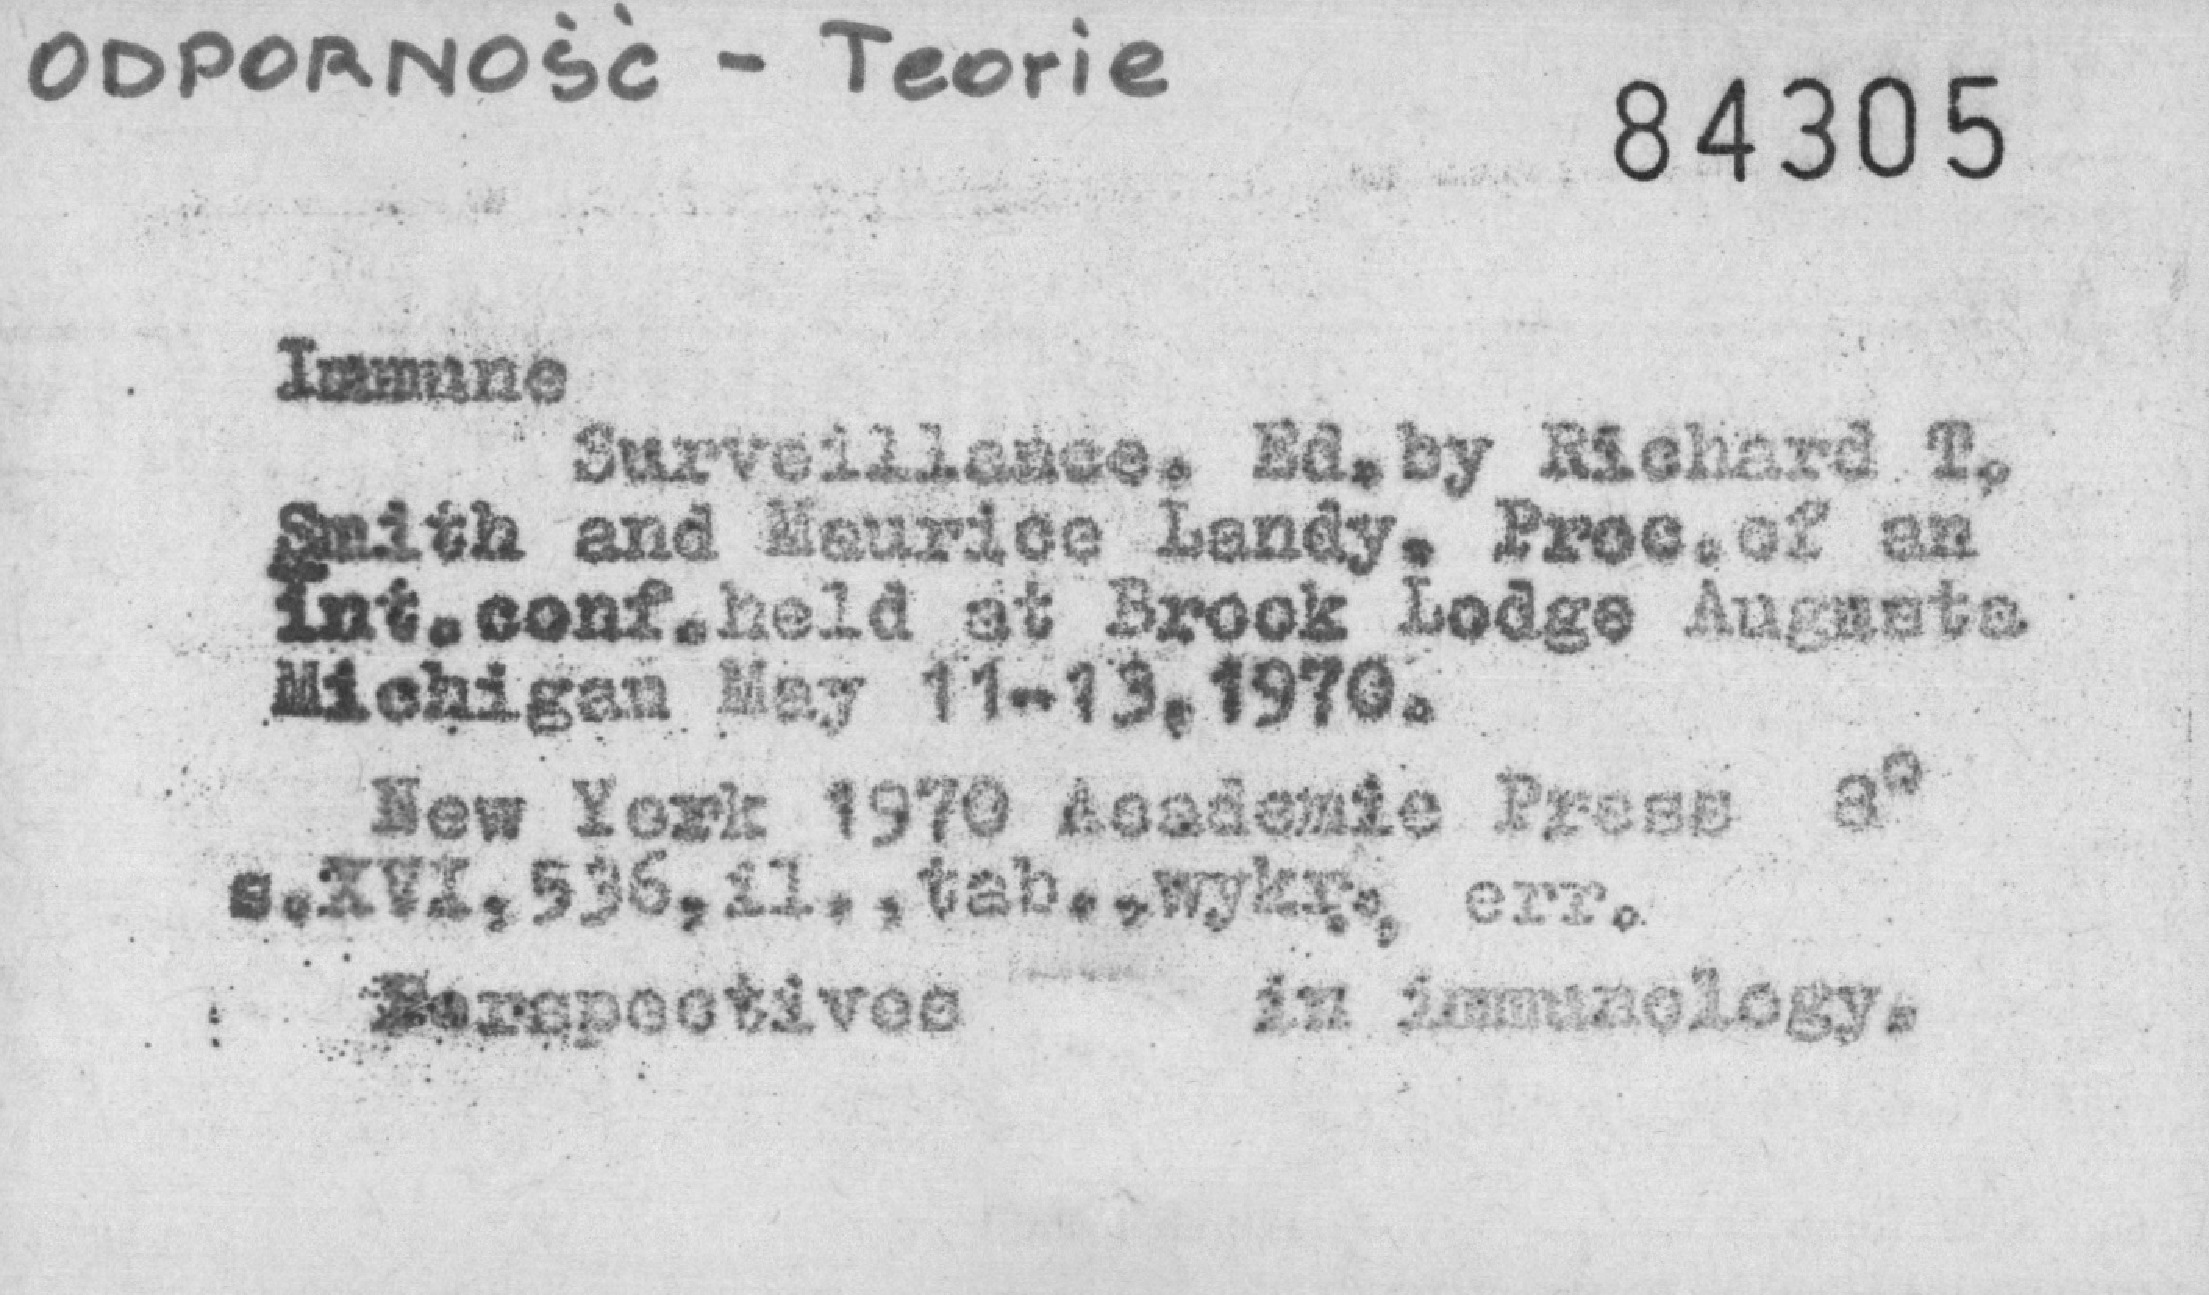 ODPORNOŚĆ - Teorie
84305
Immune
Surveillance. Ed.by Richard T.
Smith and Maurice Landy. Proc.of an
int.conf.held at Brook Lodge Augusta
Michigan May 11-13,1970.
New York 1970 Academic Press 8°
s.XVI,536,il.,tab.,wykr., err.
Perspectives in immunology.